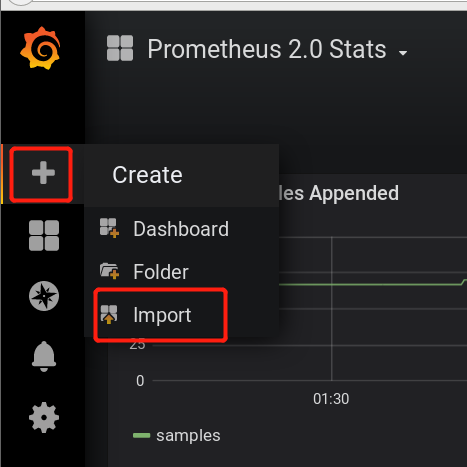 Prometheus 2.0 Stats
Create
les Appended
Dashboard
Folder
Import
25
0
01:30
samples